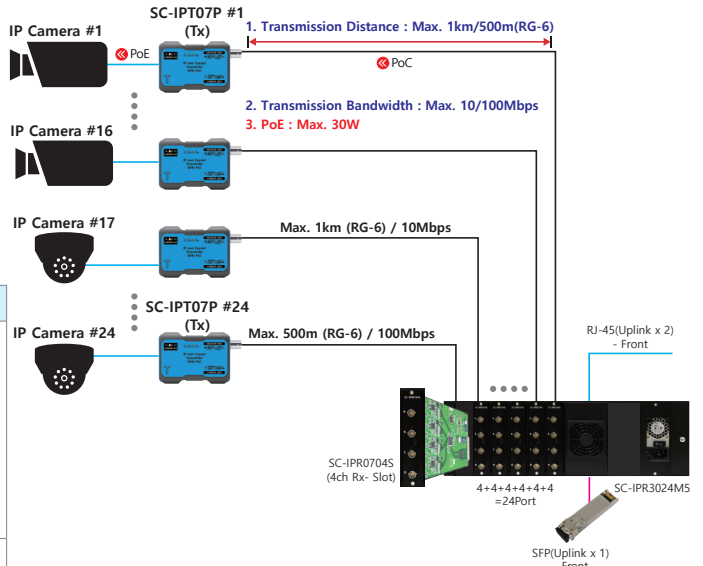 SC-IPT07P #1
(Tx)
IP Camera #1
1. Transmission Distance : Max. 1km/500m(RG-6)
PoE
PoC
2. Transmission Bandwidth : Max. 10/100Mbps
3. PoE : Max. 30W
IP Camera #16
IP Camera #17
Max. 1km (RG-6) / 10Mbps
SC-IPT07P #24
(Tx)
IP Camera #24
Max. 500m (RG-6) / 100Mbps
RJ-45(Uplink x 2)
- Front
SC-IPR0704S
(4ch Rx- Slot)
4+4+4+4+4+4
=24Port
SC-IPR3024M5
SFP(Uplink x 1)
Front